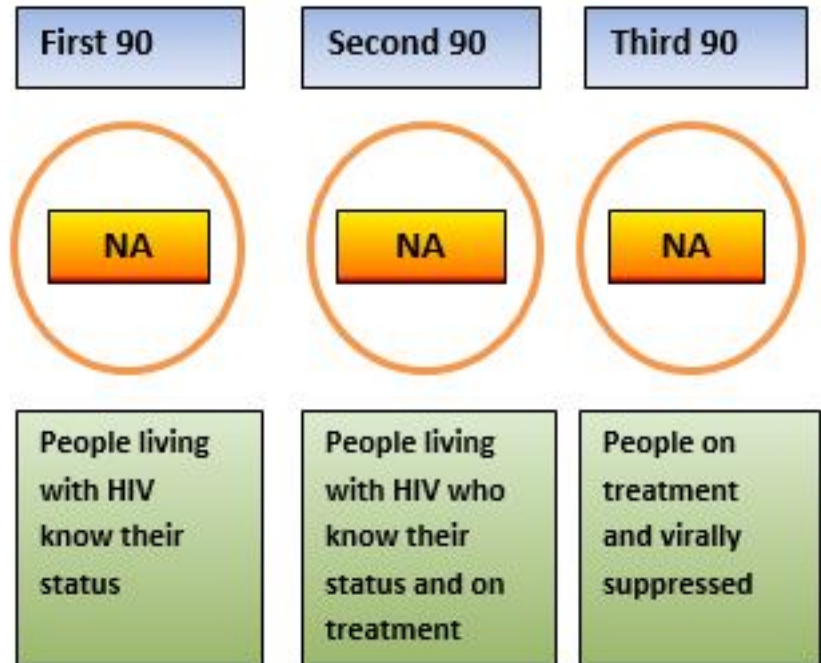 First 90
Second 90
Third 90
NA
NA
NA
People living
with HIV
know their
status
People living
with HIV who
know their
status and on
treatment
People on
treatment
and virally
suppressed